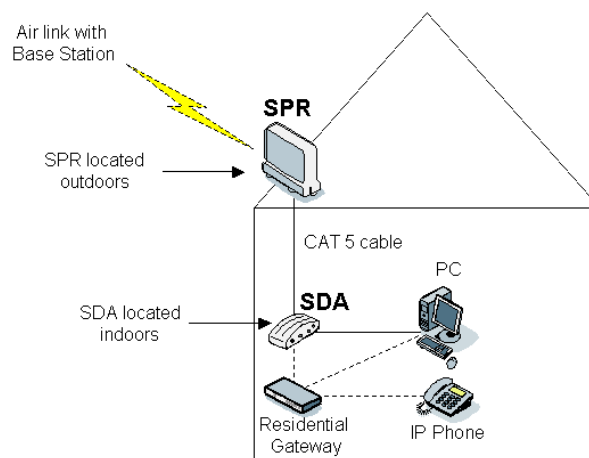 Air link with
Base Station
SPR
SPR located
outdoors
CAT 5 cable
PC
SDA
SDA located
indoors
Residential
Gateway
IP Phone